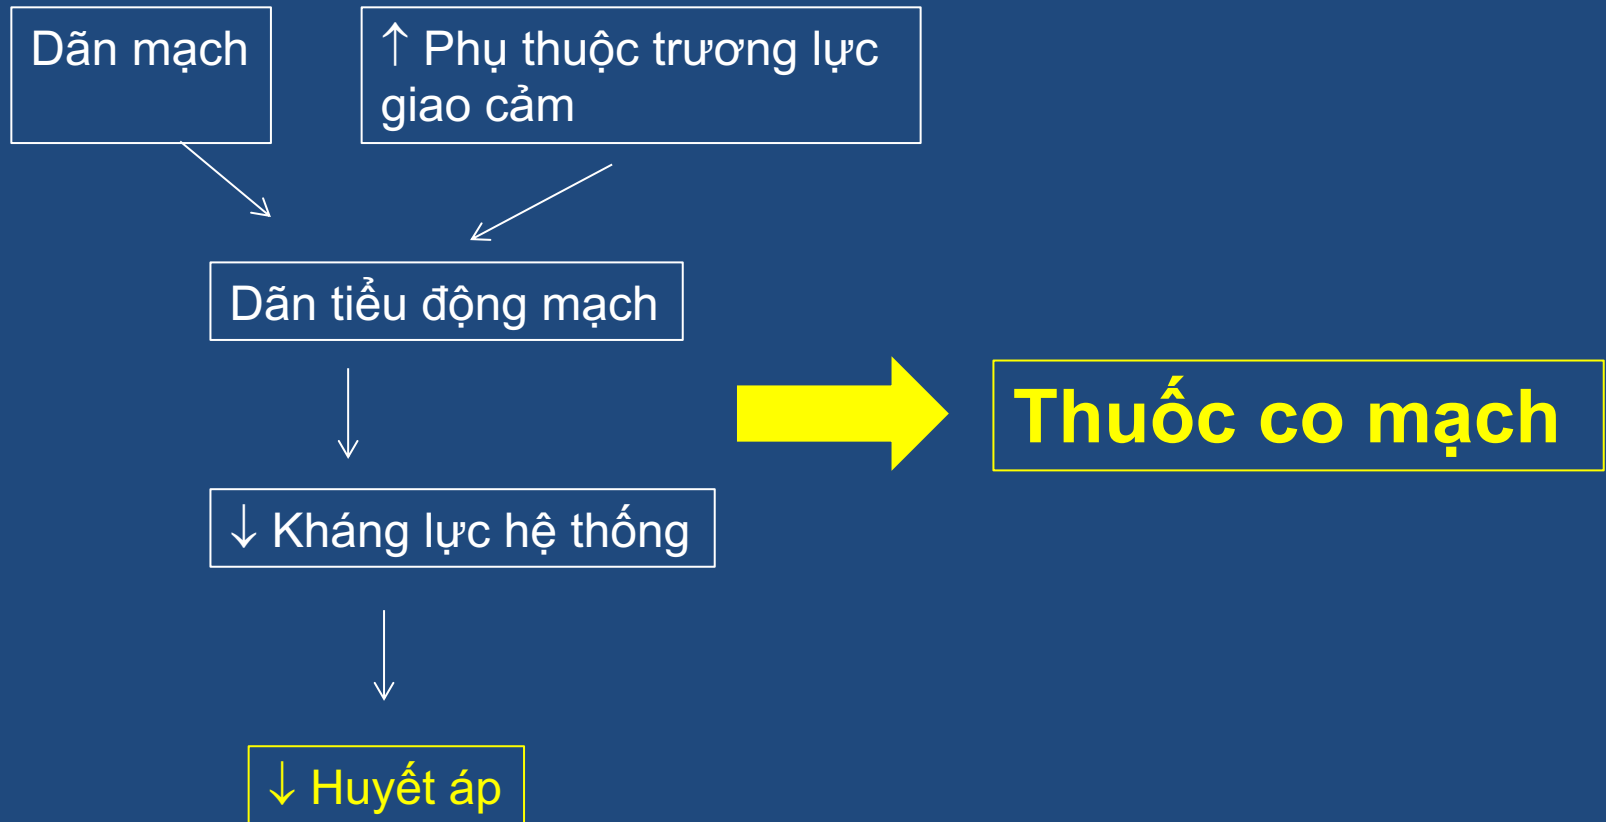 Dãn mạch
↑ Phụ thuộc trương lực
giao cảm
Dãn tiểu động mạch
Thuốc co mạch
↓ Kháng lực hệ thống
↓ Huyết áp